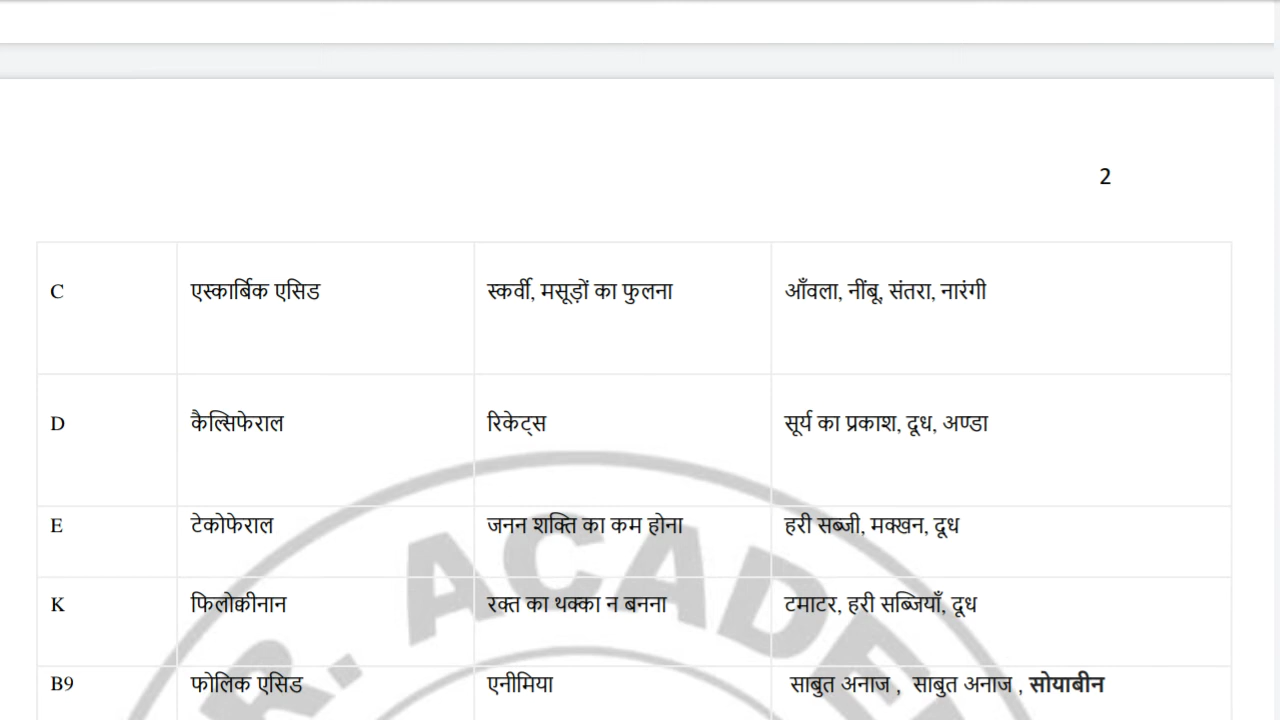 2
C एस्कार्बिक एसिड स्कर्वी, मसूड़ों का फुलना आँवला, नींबू, संतरा, नारंगी
D कैल्सिफेराल रिकेट्स सूर्य का प्रकाश, दूध, अण्डा
E टेकोफेराल जनन शक्ति का कम होना हरी सब्जी, मक्खन, दूध
K फिलोक्वीनान रक्त का थक्का न बनना टमाटर, हरी सब्जियाँ, दूध
B9 फोलिक एसिड एनीमिया साबुत अनाज , साबुत अनाज , सोयाबीन
R. ACADE